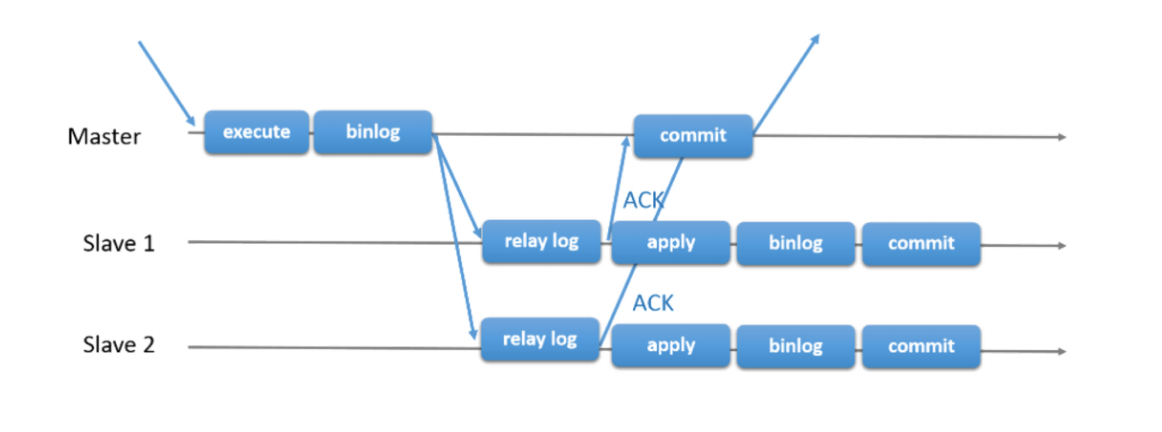 Master execute binlog commit
ACK
Slave 1 relay log apply binlog commit
ACK
Slave 2 relay log apply binlog commit